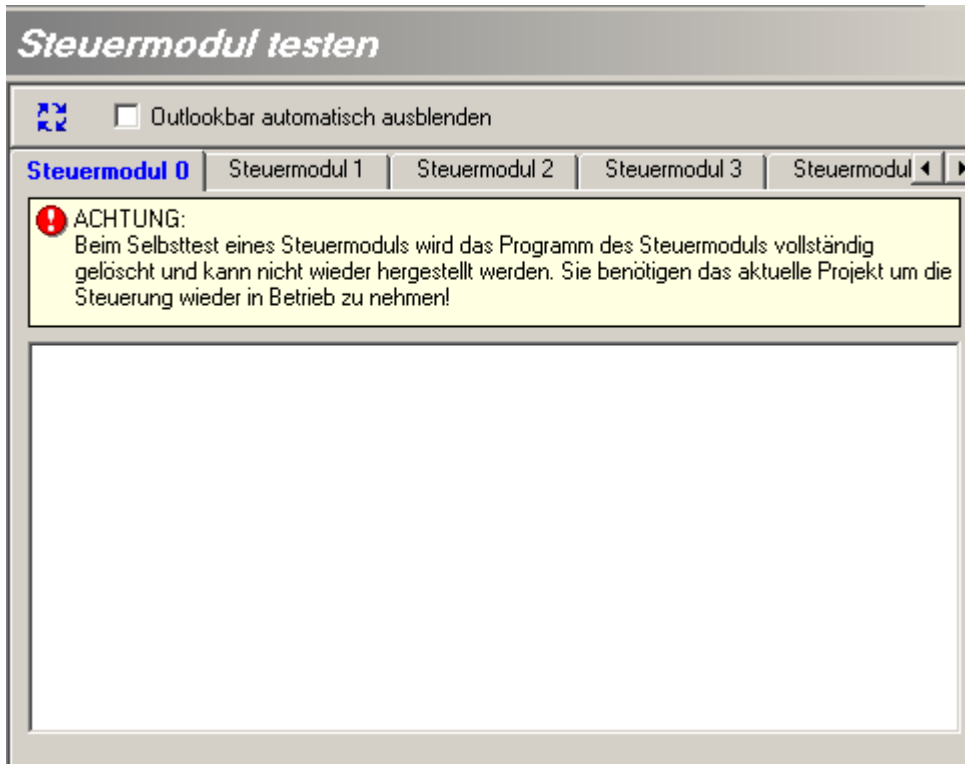 Steuermodul testen
Outlookbar automatisch ausblenden
Steuermodul 0 Steuermodul 1 Steuermodul 2 Steuermodul 3 Steuermodul
ACHTUNG:
Beim Selbsttest eines Steuermoduls wird das Programm des Steuermoduls vollständig
gelöscht und kann nicht wieder hergestellt werden. Sie benötigen das aktuelle Projekt um die
Steuerung wieder in Betrieb zu nehmen!